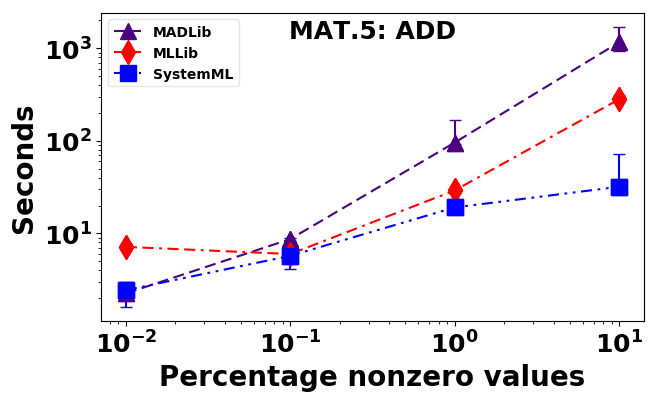 MAT.5: ADD
MADLib
MLLib
SystemML
Seconds
10³
10²
10¹
10⁻² 10⁻¹ 10⁰ 10¹
Percentage nonzero values